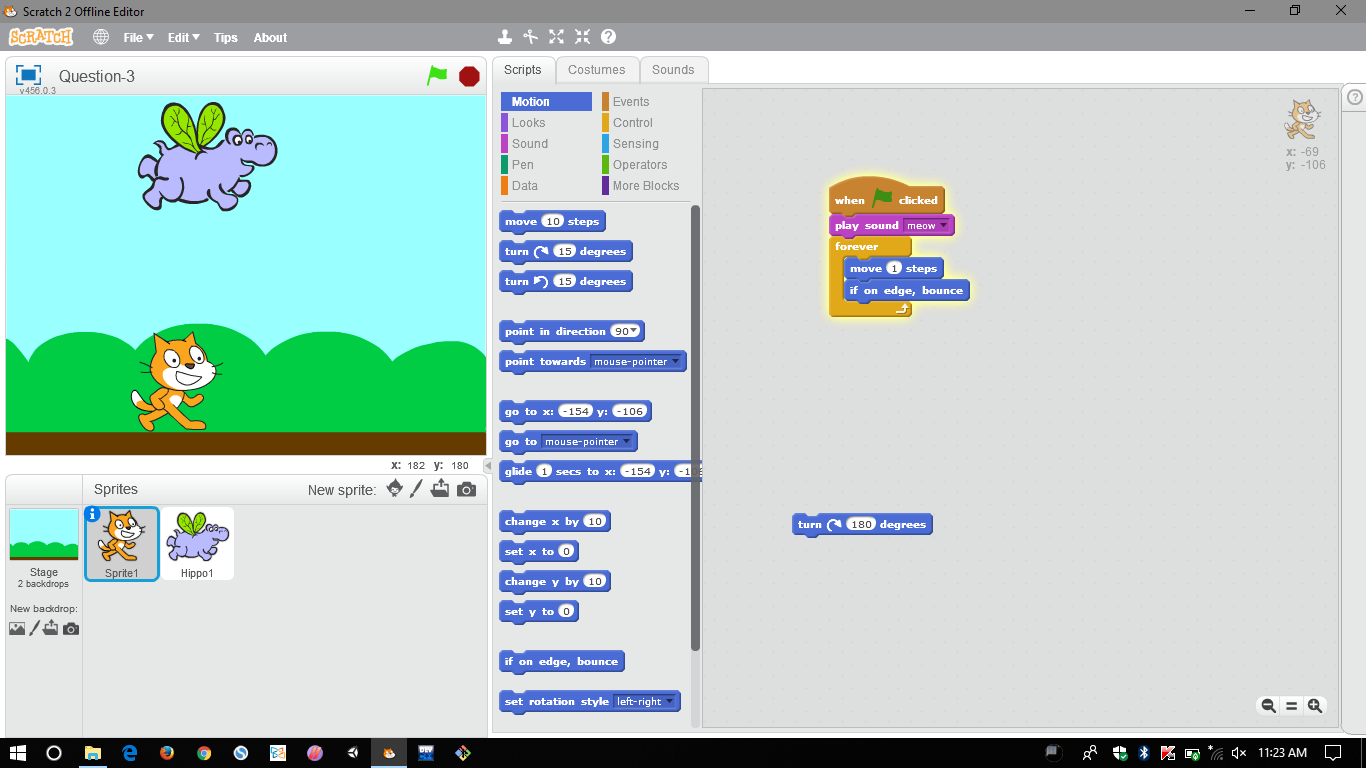 Scratch 2 Offline Editor
SCRATCH File Edit Tips About
Question-3
v456.0.3
x: 182 y: 180
Sprites New sprite:
Stage
2 backdrops
New backdrop:
Sprite1
Hippo1
Scripts Costumes Sounds
Motion Events
Looks Control
Sound Sensing
Pen Operators
Data More Blocks
move 10 steps
turn 15 degrees
turn 15 degrees
point in direction 90
point towards mouse-pointer
go to x: -154 y: -106
go to mouse-pointer
glide 1 secs to x: -154 y: -106
change x by 10
set x to 0
change y by 10
set y to 0
if on edge, bounce
set rotation style left-right
when clicked
play sound meow
forever
move 1 steps
if on edge, bounce
turn 180 degrees
x: -69
y: -106
11:23 AM